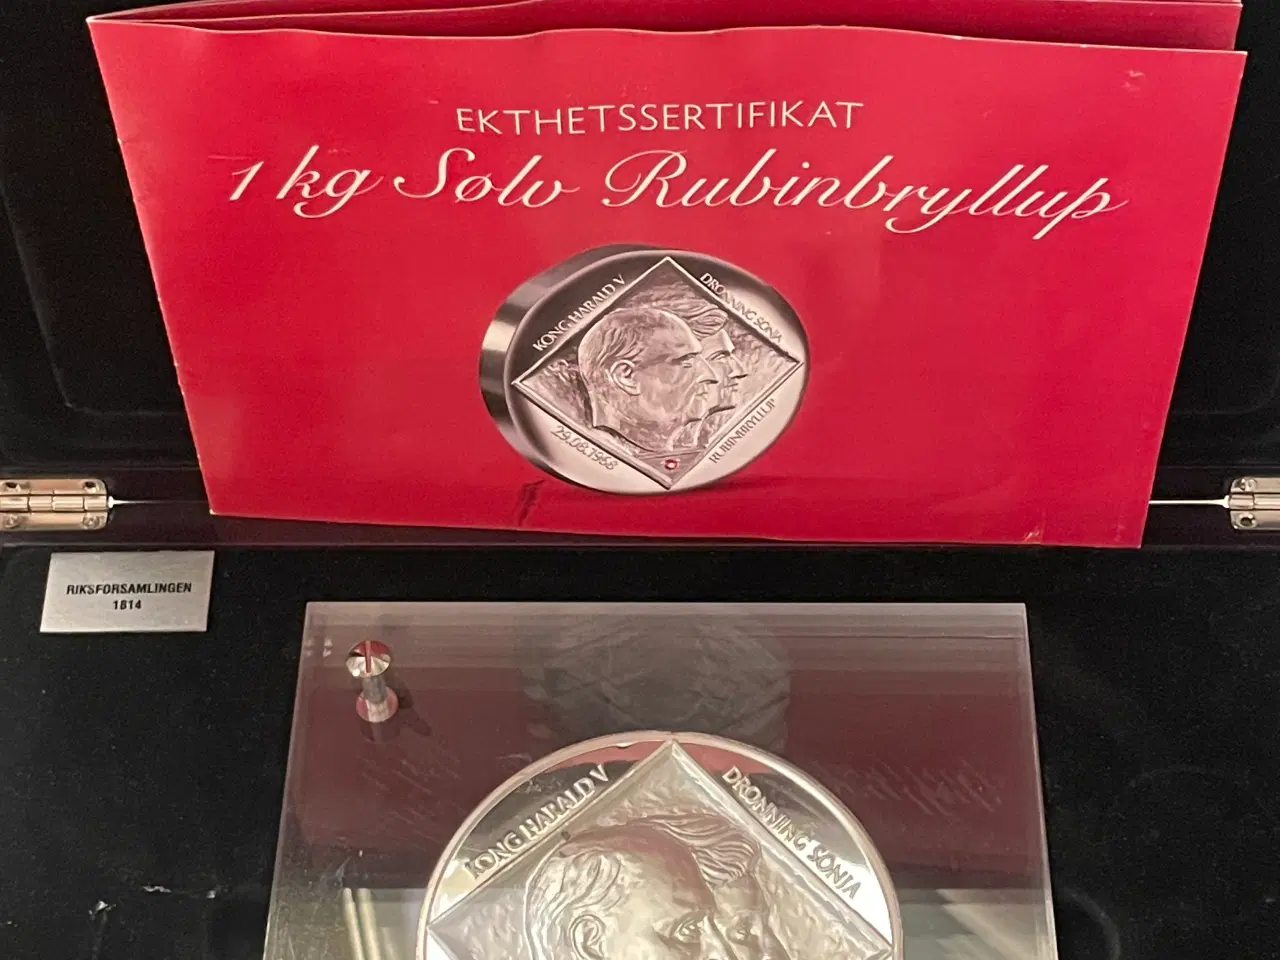 EKTHETSSERTIFIKAT
1 kg Sølv Rubinbryllup
KONG HARALD V
DRONNING SONJA
29.08.1968
RUBINBRYLLUP
RIKSFORSAMLINGEN
1814
KONG HARALD V
DRONNING SONJA